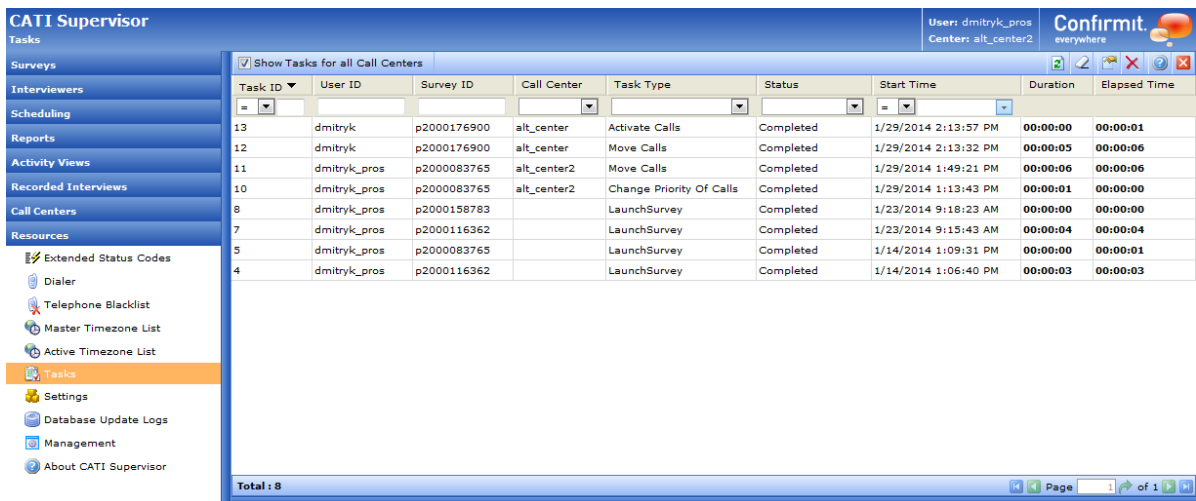 CATI Supervisor
Tasks
User: dmitryk_pros
Center: alt_center2
Confirmit.
everywhere
Surveys
Interviewers
Scheduling
Reports
Activity Views
Recorded Interviews
Call Centers
Resources
Extended Status Codes
Dialer
Telephone Blacklist
Master Timezone List
Active Timezone List
Tasks
Settings
Database Update Logs
Management
About CATI Supervisor
Show Tasks for all Call Centers
Task ID User ID Survey ID Call Center Task Type Status Start Time Duration Elapsed Time
= =
13 dmitryk p2000176900 alt_center Activate Calls Completed 1/29/2014 2:13:57 PM 00:00:00 00:00:01
12 dmitryk p2000176900 alt_center Move Calls Completed 1/29/2014 2:13:32 PM 00:00:05 00:00:06
11 dmitryk_pros p2000083765 alt_center2 Move Calls Completed 1/29/2014 1:49:21 PM 00:00:06 00:00:06
10 dmitryk_pros p2000083765 alt_center2 Change Priority Of Calls Completed 1/29/2014 1:13:43 PM 00:00:01 00:00:00
8 dmitryk_pros p2000158783 LaunchSurvey Completed 1/23/2014 9:18:23 AM 00:00:00 00:00:00
7 dmitryk_pros p2000116362 LaunchSurvey Completed 1/23/2014 9:15:43 AM 00:00:04 00:00:04
5 dmitryk_pros p2000083765 LaunchSurvey Completed 1/14/2014 1:09:31 PM 00:00:00 00:00:01
4 dmitryk_pros p2000116362 LaunchSurvey Completed 1/14/2014 1:06:40 PM 00:00:03 00:00:03
Total : 8
Page 1 of 1